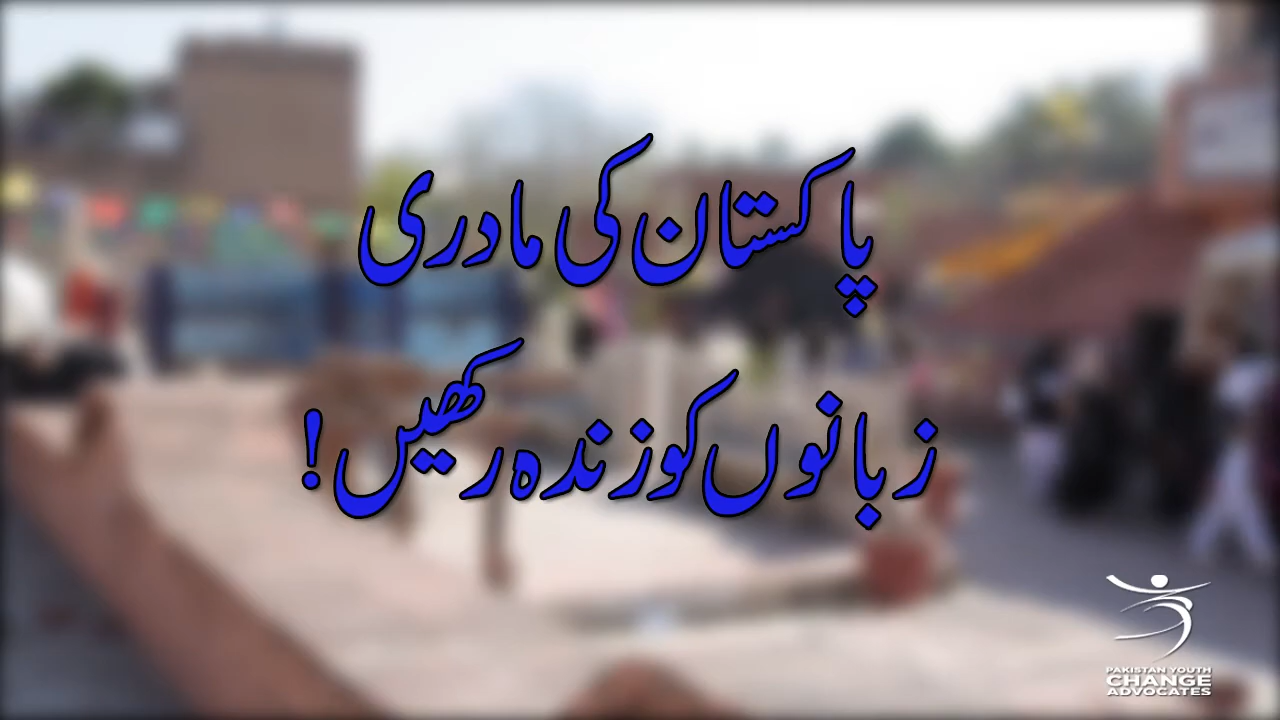 پاکستان کی مادری
زبانوں کو زندہ رکھیں!
PAKISTAN YOUTH
CHANGE
ADVOCATES